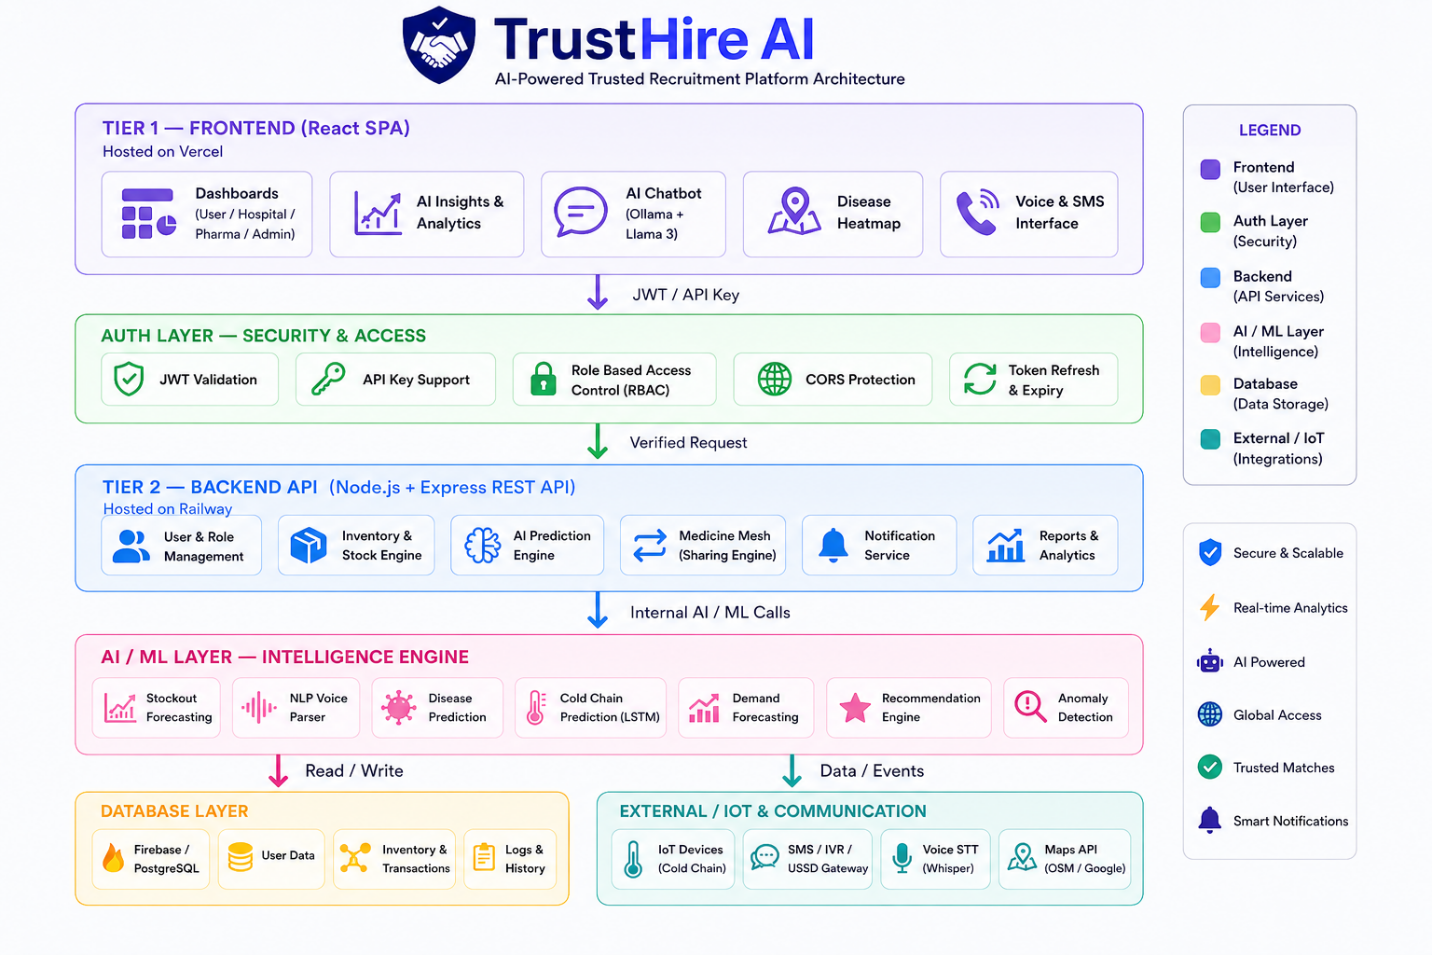 TrustHire AI
AI-Powered Trusted Recruitment Platform Architecture
TIER 1 — FRONTEND (React SPA)
Hosted on Vercel
Dashboards
(User / Hospital /
Pharma / Admin)
AI Insights &
Analytics
AI Chatbot
(Ollama +
Llama 3)
Disease
Heatmap
Voice & SMS
Interface
JWT / API Key
AUTH LAYER — SECURITY & ACCESS
JWT Validation
API Key Support
Role Based Access
Control (RBAC)
CORS Protection
Token Refresh
& Expiry
Verified Request
TIER 2 — BACKEND API (Node.js + Express REST API)
Hosted on Railway
User & Role
Management
Inventory &
Stock Engine
AI Prediction
Engine
Medicine Mesh
(Sharing Engine)
Notification
Service
Reports &
Analytics
Internal AI / ML Calls
AI / ML LAYER — INTELLIGENCE ENGINE
Stockout
Forecasting
NLP Voice
Parser
Disease
Prediction
Cold Chain
Prediction (LSTM)
Demand
Forecasting
Recommendation
Engine
Anomaly
Detection
Read / Write
Data / Events
DATABASE LAYER
Firebase /
PostgreSQL
User Data
Inventory &
Transactions
Logs &
History
EXTERNAL / IOT & COMMUNICATION
IoT Devices
(Cold Chain)
SMS / IVR /
USSD Gateway
Voice STT
(Whisper)
Maps API
(OSM / Google)
LEGEND
Frontend
(User Interface)
Auth Layer
(Security)
Backend
(API Services)
AI / ML Layer
(Intelligence)
Database
(Data Storage)
External / IoT
(Integrations)
Secure & Scalable
Real-time Analytics
AI Powered
Global Access
Trusted Matches
Smart Notifications